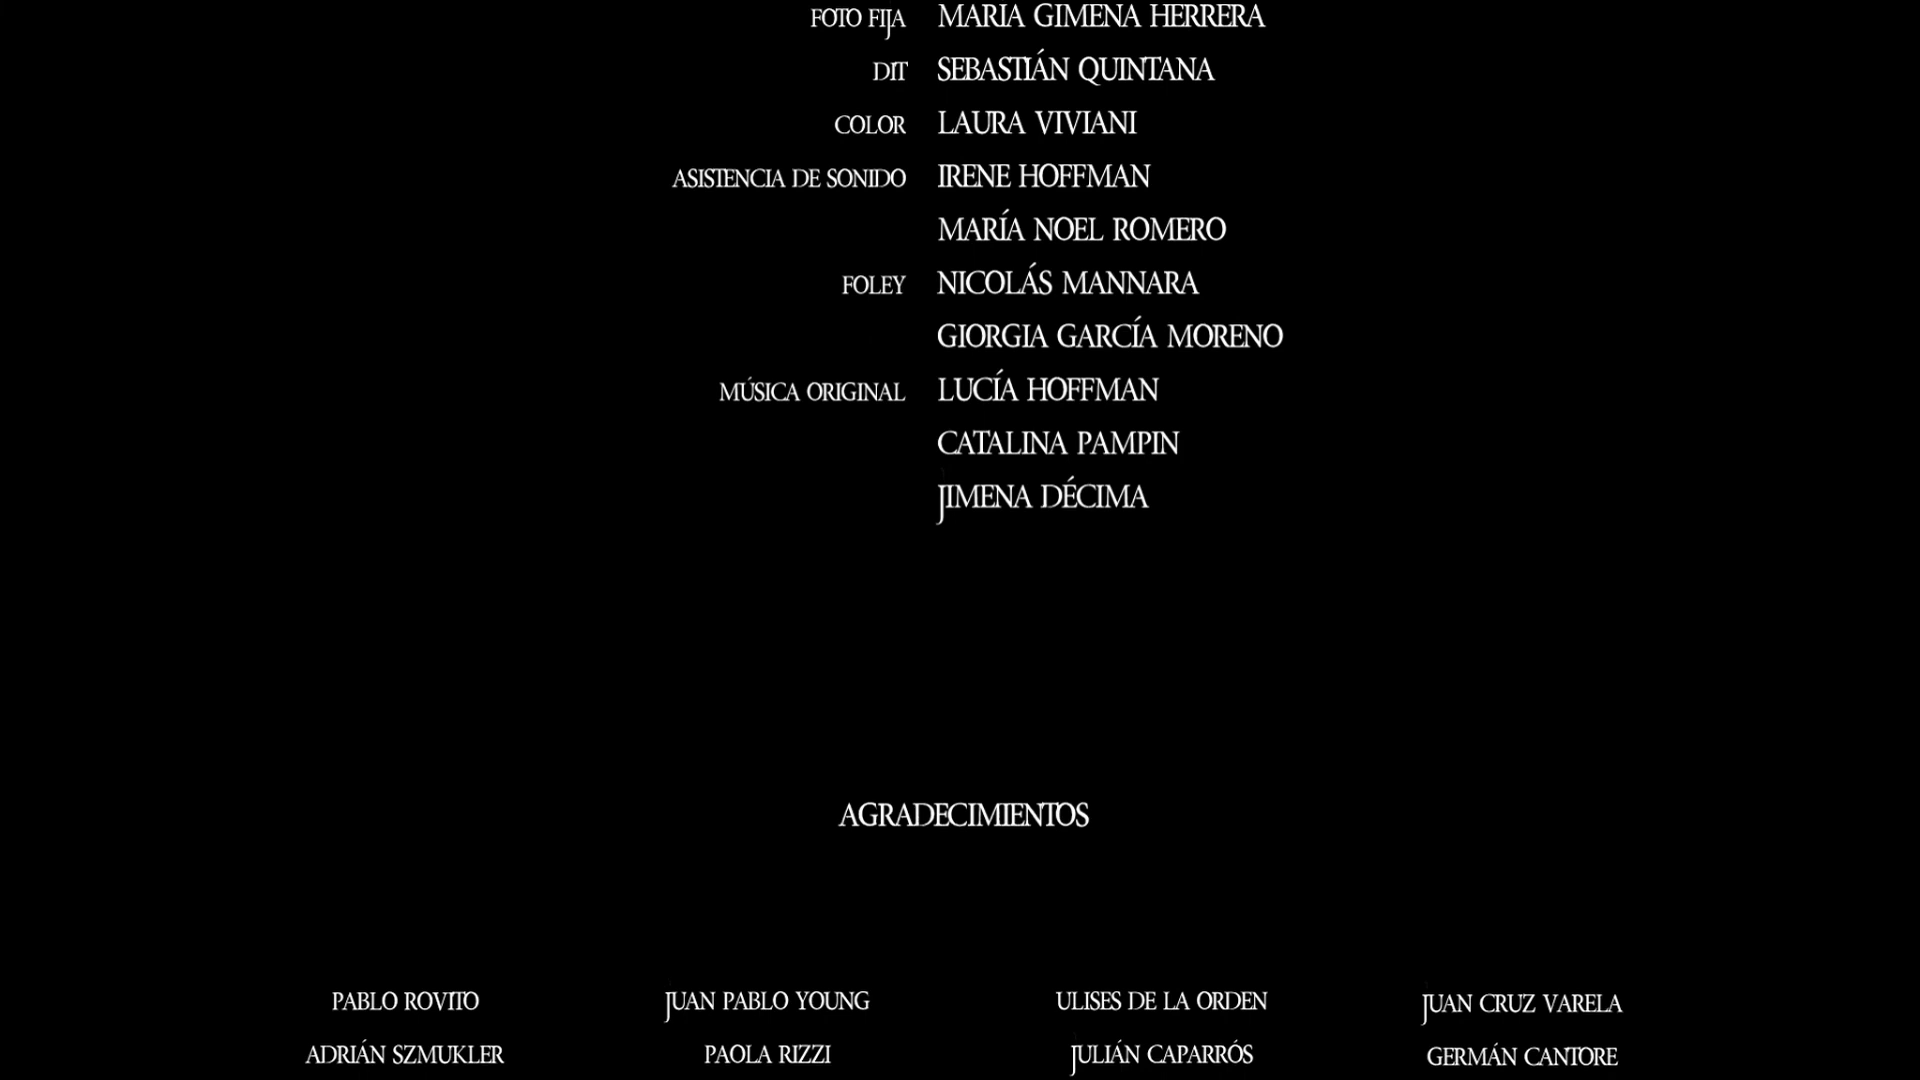 FOTO FIJA MARIA GIMENA HERRERA
DIT SEBASTIÁN QUINTANA
COLOR LAURA VIVIANI
ASISTENCIA DE SONIDO IRENE HOFFMAN
MARÍA NOEL ROMERO
FOLEY NICOLÁS MANNARA
GIORGIA GARCÍA MORENO
MÚSICA ORIGINAL LUCÍA HOFFMAN
CATALINA PAMPIN
JIMENA DÉCIMA
AGRADECIMIENTOS
PABLO ROVITO JUAN PABLO YOUNG ULISES DE LA ORDEN JUAN CRUZ VARELA
ADRIÁN SZMUKLER PAOLA RIZZI JULIÁN CAPARRÓS GERMÁN CANTORE